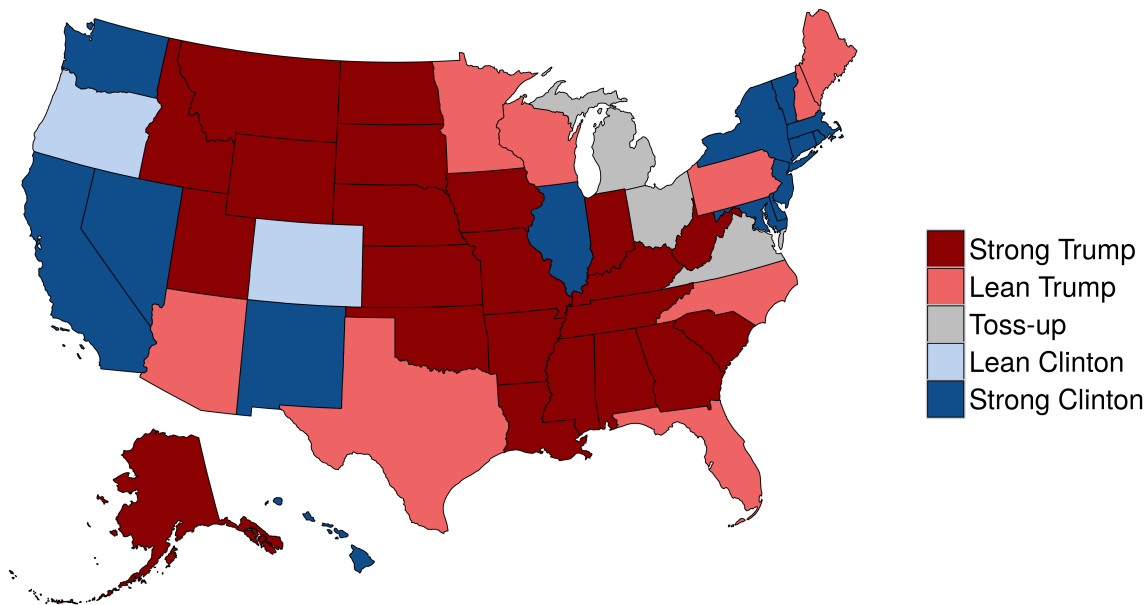 Strong Trump
Lean Trump
Toss-up
Lean Clinton
Strong Clinton